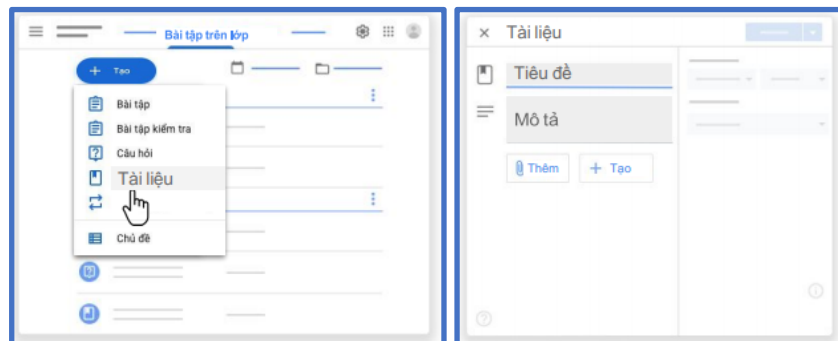 Bài tập trên lớp
+ Tạo
Bài tập
Bài tập kiểm tra
Câu hỏi
Tài liệu
Chủ đề
× Tài liệu
Tiêu đề
Mô tả
Thêm
+ Tạo